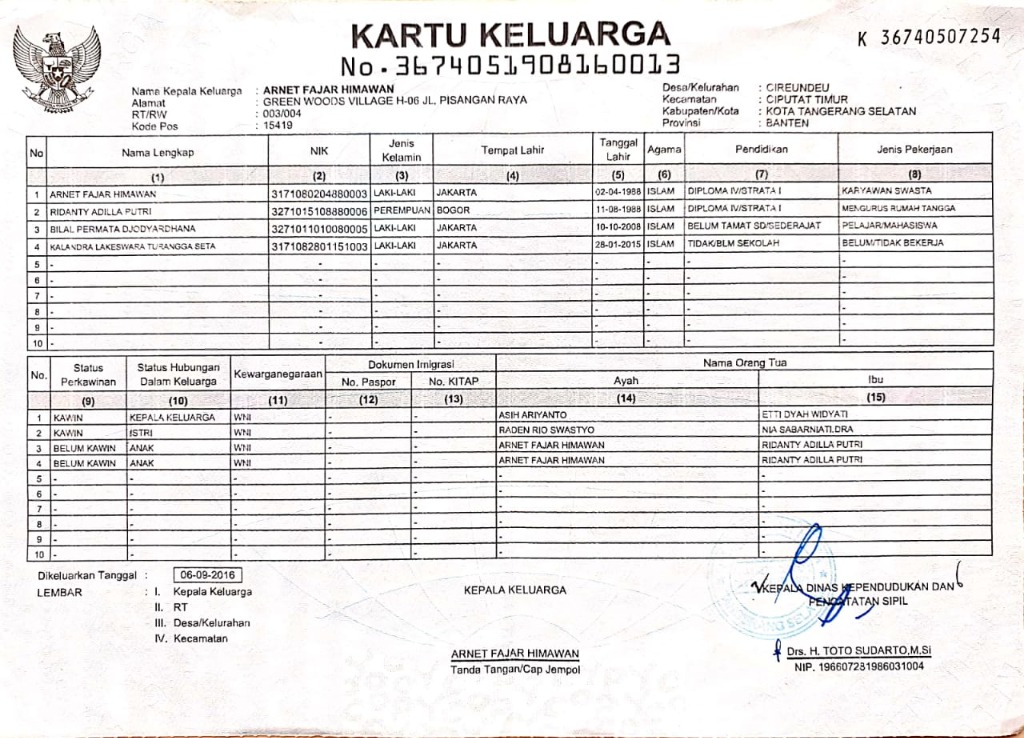 KARTU KELUARGA
No. 3674051908160013
K 36740507254
Nama Kepala Keluarga : ARNET FAJAR HIMAWAN
Alamat : GREEN WOODS VILLAGE H-06 JL, PISANGAN RAYA
RT/RW : 003/004
Kode Pos : 15419
Desa/Kelurahan : CIREUNDEU
Kecamatan : CIPUTAT TIMUR
Kabupaten/Kota : KOTA TANGERANG SELATAN
Provinsi : BANTEN
No Nama Lengkap NIK Jenis Kelamin Tempat Lahir Tanggal Lahir Agama Pendidikan Jenis Pekerjaan
(1) (2) (3) (4) (5) (6) (7) (8)
1 ARNET FAJAR HIMAWAN 3171080204880003 LAKI-LAKI JAKARTA 02-04-1988 ISLAM DIPLOMA IV/STRATA I KARYAWAN SWASTA
2 RIDANTY ADILLA PUTRI 3271015108880006 PEREMPUAN BOGOR 11-08-1988 ISLAM DIPLOMA IV/STRATA I MENGURUS RUMAH TANGGA
3 BILAL PERMATA DJODYARDHANA 3271011010080005 LAKI-LAKI JAKARTA 10-10-2008 ISLAM BELUM TAMAT SD/SEDERAJAT PELAJAR/MAHASISWA
4 KALANDRA LAKESWARA TURANGGA SETA 3171082801151003 LAKI-LAKI JAKARTA 28-01-2015 ISLAM TIDAK/BLM SEKOLAH BELUM/TIDAK BEKERJA
5 - - - - - - - -
6 - - - - - - - -
7 - - - - - - - -
8 - - - - - - - -
9 - - - - - - - -
10 - - - - - - - -
No. Status Perkawinan Status Hubungan Dalam Keluarga Kewarganegaraan Dokumen Imigrasi Nama Orang Tua
No. Paspor No. KITAP Ayah Ibu
(9) (10) (11) (12) (13) (14) (15)
1 KAWIN KEPALA KELUARGA WNI - - ASIH ARIYANTO ETTI DYAH WIDYATI
2 KAWIN ISTRI WNI - - RADEN RIO SWASTYO NIA SABARNIATI.DRA
3 BELUM KAWIN ANAK WNI - - ARNET FAJAR HIMAWAN RIDANTY ADILLA PUTRI
4 BELUM KAWIN ANAK WNI - - ARNET FAJAR HIMAWAN RIDANTY ADILLA PUTRI
5 - - - - - - -
6 - - - - - - -
7 - - - - - - -
8 - - - - - - -
9 - - - - - - -
10 - - - - - - -
Dikeluarkan Tanggal : 06-09-2016
LEMBAR : I. Kepala Keluarga
II. RT
III. Desa/Kelurahan
IV. Kecamatan
KEPALA KELUARGA
ARNET FAJAR HIMAWAN
Tanda Tangan/Cap Jempol
KEPALA DINAS KEPENDUDUKAN DAN
PENCATATAN SIPIL
Drs. H. TOTO SUDARTO,M.Si
NIP. 196607281986031004